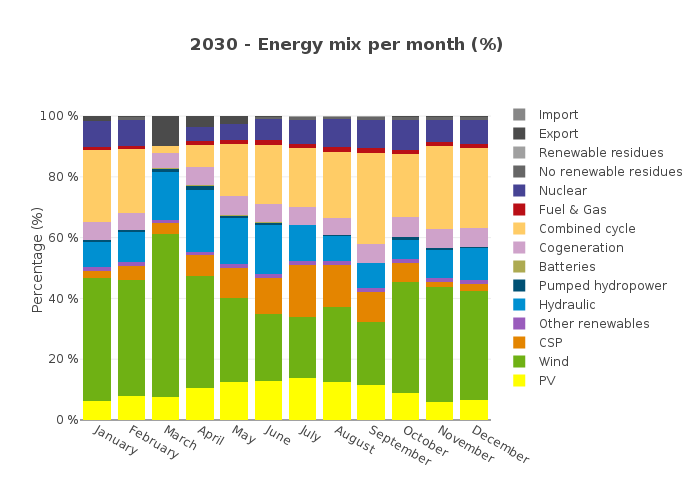 2030 - Energy mix per month (%)
Percentage (%)
100 %
80 %
60 %
40 %
20 %
0 %
January
February
March
April
May
June
July
August
September
October
November
December
Import
Export
Renewable residues
No renewable residues
Nuclear
Fuel & Gas
Combined cycle
Cogeneration
Batteries
Pumped hydropower
Hydraulic
Other renewables
CSP
Wind
PV